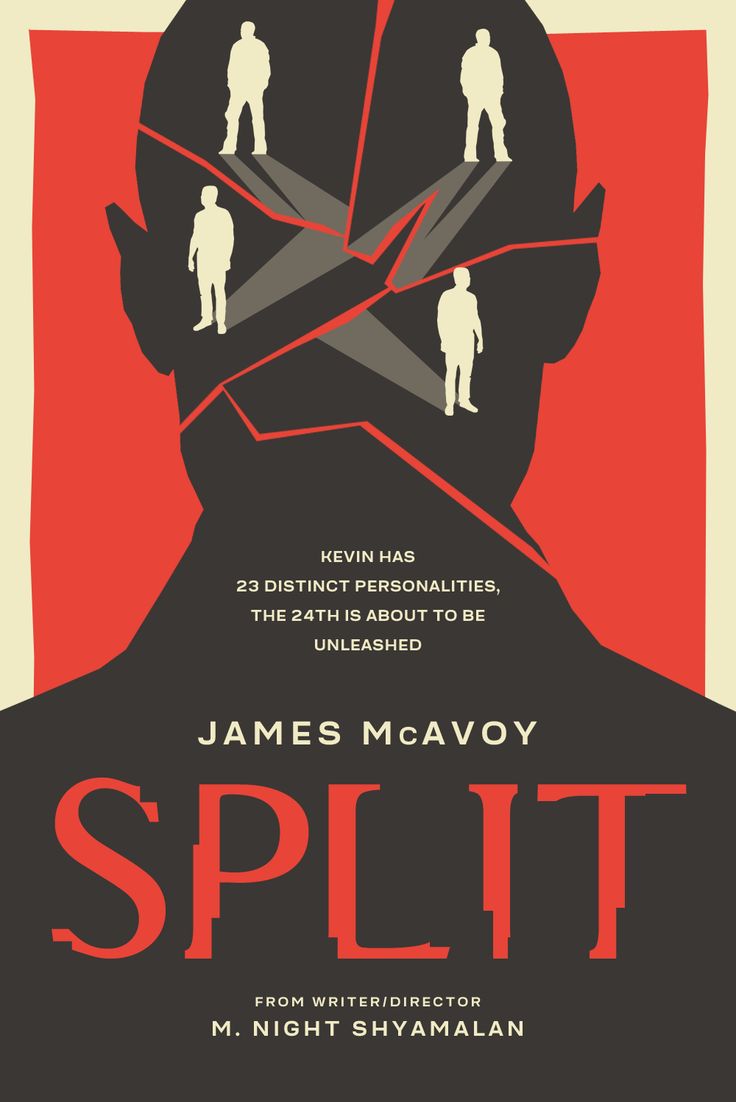 KEVIN HAS
23 DISTINCT PERSONALITIES,
THE 24TH IS ABOUT TO BE
UNLEASHED
JAMES McAVOY
SPLIT
FROM WRITER/DIRECTOR
M. NIGHT SHYAMALAN